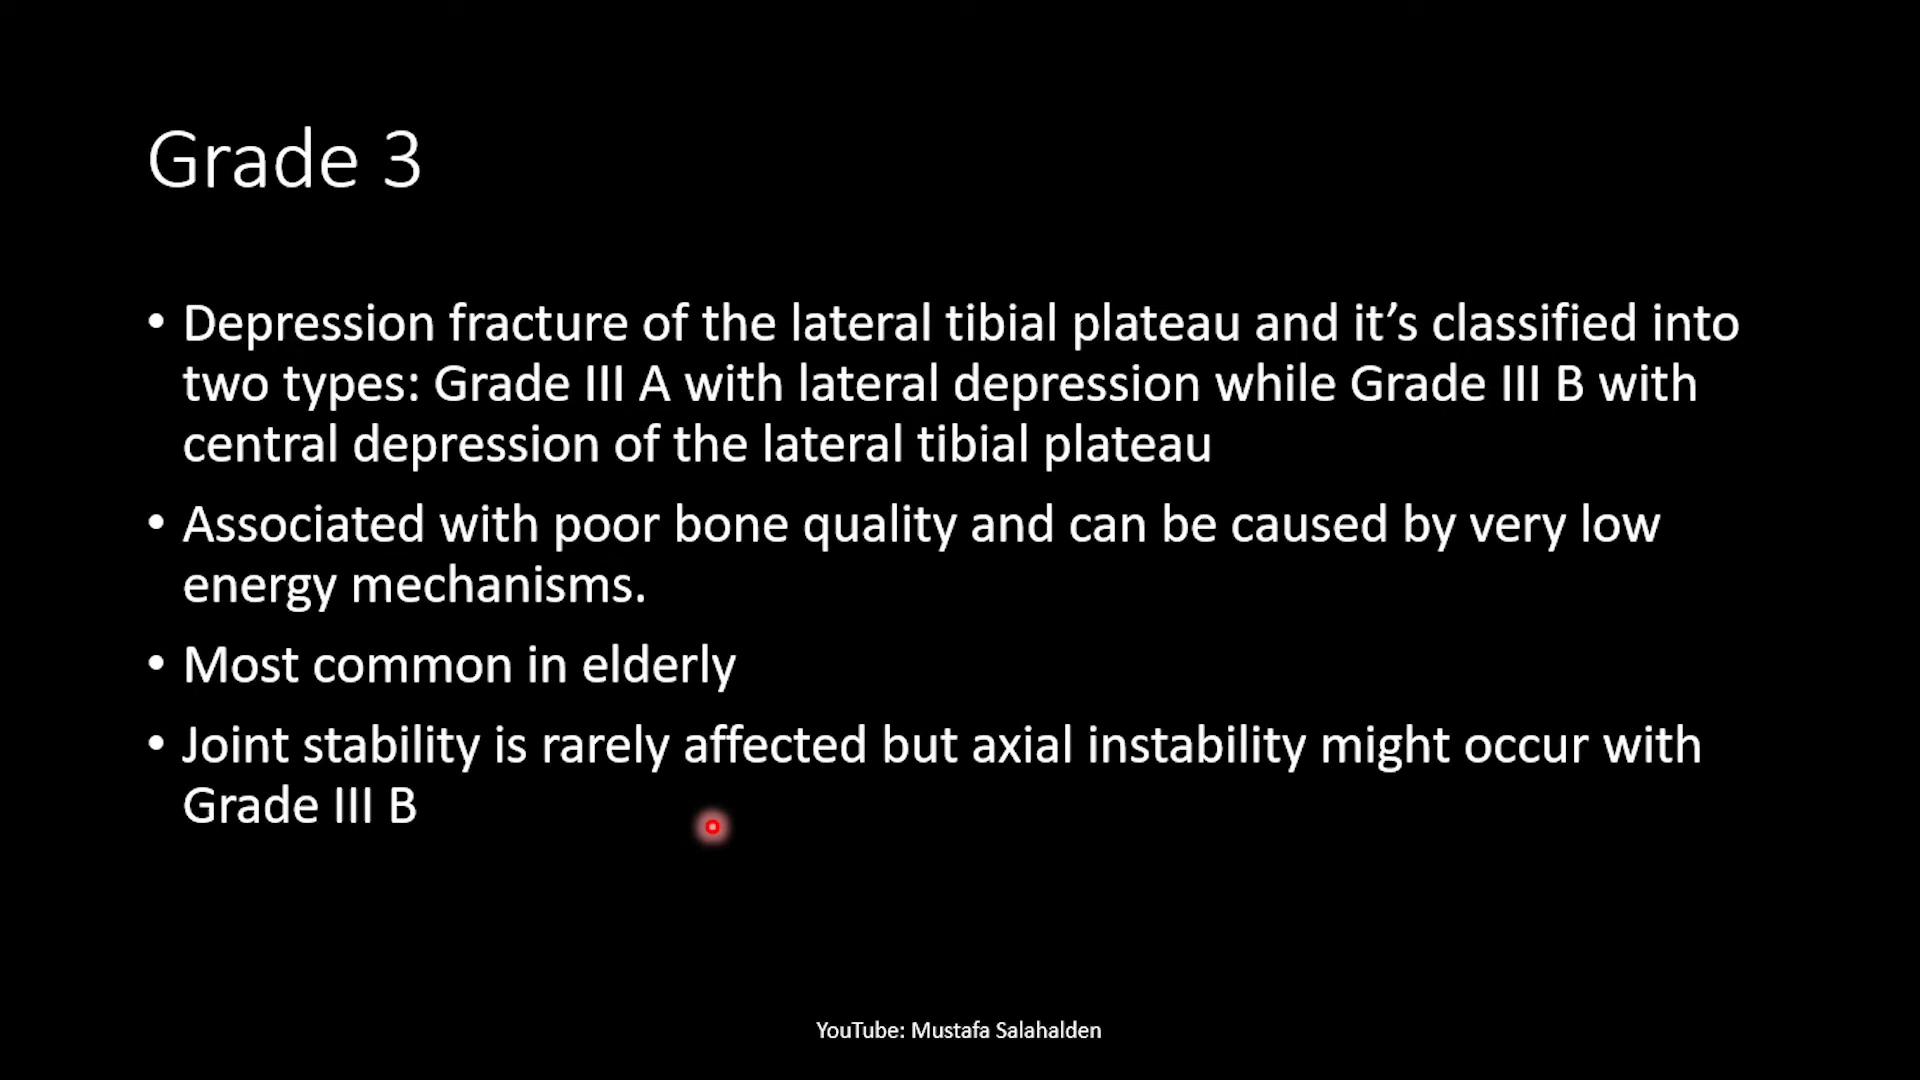 Grade 3
• Depression fracture of the lateral tibial plateau and it’s classified into
two types: Grade III A with lateral depression while Grade III B with
central depression of the lateral tibial plateau
• Associated with poor bone quality and can be caused by very low
energy mechanisms.
• Most common in elderly
• Joint stability is rarely affected but axial instability might occur with
Grade III B
YouTube: Mustafa Salahalden